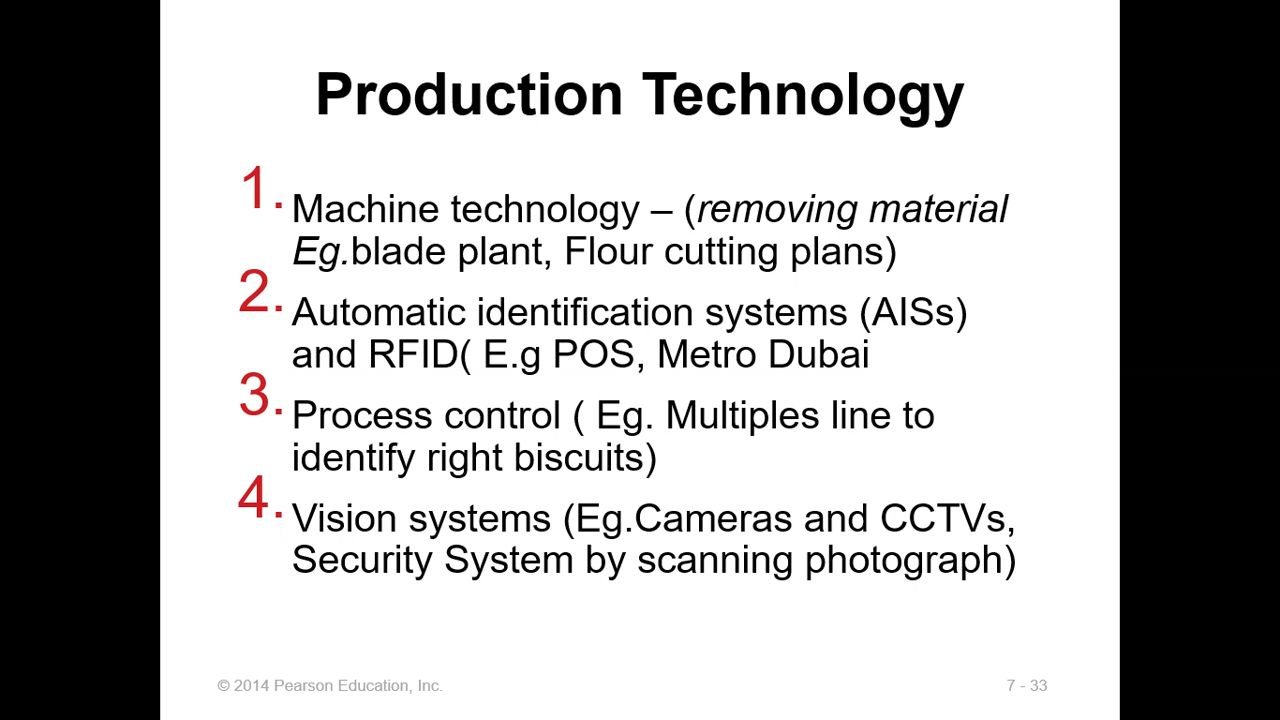 Production Technology
1. Machine technology – (removing material
Eg.blade plant, Flour cutting plans)
2. Automatic identification systems (AISs)
and RFID( E.g POS, Metro Dubai
3. Process control ( Eg. Multiples line to
identify right biscuits)
4. Vision systems (Eg.Cameras and CCTVs,
Security System by scanning photograph)
© 2014 Pearson Education, Inc.
7 - 33